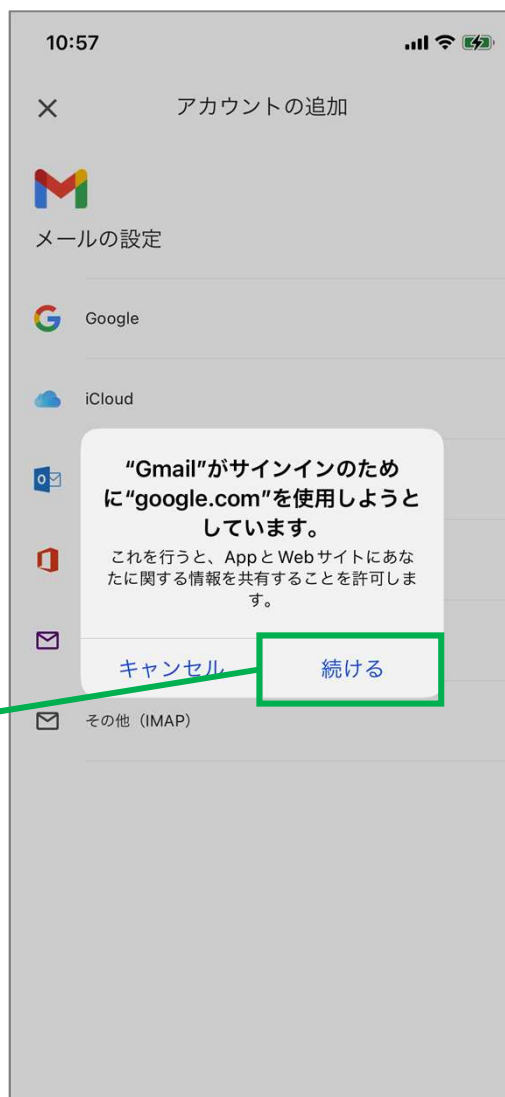 10:57
アカウントの追加
メールの設定
Google
iCloud
“Gmail”がサインインのため
に“google.com”を使用しようと
しています。
これを行うと、AppとWebサイトにあな
たに関する情報を共有することを許可しま
す。
キャンセル
続ける
その他（IMAP）